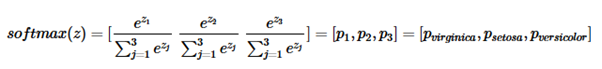 softmax(z) = [ e^{z_1} / ∑_{j=1}^{3} e^{z_j}  e^{z_2} / ∑_{j=1}^{3} e^{z_j}  e^{z_3} / ∑_{j=1}^{3} e^{z_j} ] = [p_1, p_2, p_3] = [p_{virginica}, p_{setosa}, p_{versicolor}]